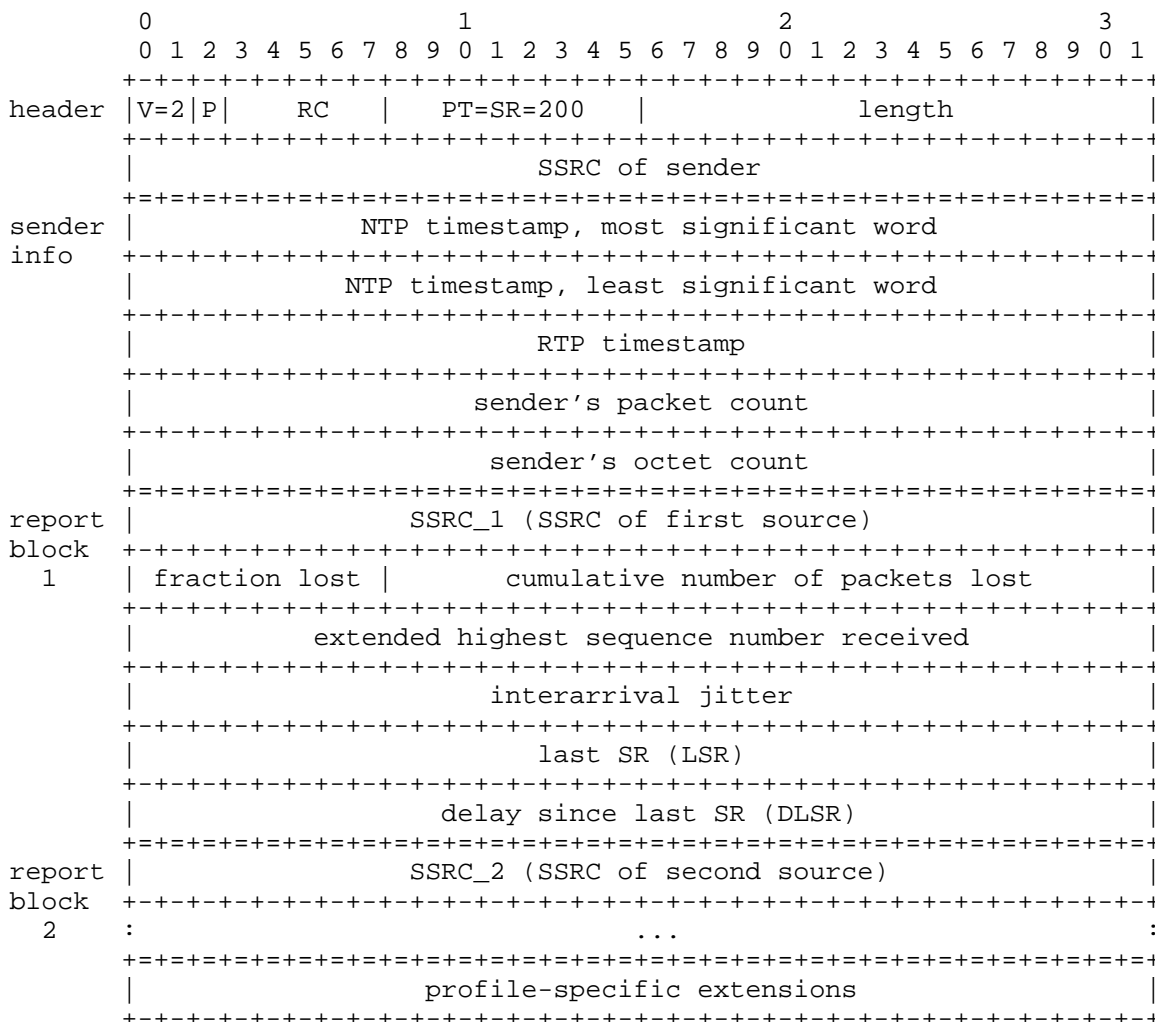 0                   1                   2                   3
        0 1 2 3 4 5 6 7 8 9 0 1 2 3 4 5 6 7 8 9 0 1 2 3 4 5 6 7 8 9 0 1
       +-+-+-+-+-+-+-+-+-+-+-+-+-+-+-+-+-+-+-+-+-+-+-+-+-+-+-+-+-+-+-+-+
header |V=2|P|    RC   |   PT=SR=200   |             length            |
       +-+-+-+-+-+-+-+-+-+-+-+-+-+-+-+-+-+-+-+-+-+-+-+-+-+-+-+-+-+-+-+-+
       |                         SSRC of sender                        |
       +=+=+=+=+=+=+=+=+=+=+=+=+=+=+=+=+=+=+=+=+=+=+=+=+=+=+=+=+=+=+=+=+
sender |              NTP timestamp, most significant word             |
info   +-+-+-+-+-+-+-+-+-+-+-+-+-+-+-+-+-+-+-+-+-+-+-+-+-+-+-+-+-+-+-+-+
       |             NTP timestamp, least significant word             |
       +-+-+-+-+-+-+-+-+-+-+-+-+-+-+-+-+-+-+-+-+-+-+-+-+-+-+-+-+-+-+-+-+
       |                         RTP timestamp                         |
       +-+-+-+-+-+-+-+-+-+-+-+-+-+-+-+-+-+-+-+-+-+-+-+-+-+-+-+-+-+-+-+-+
       |                     sender’s packet count                     |
       +-+-+-+-+-+-+-+-+-+-+-+-+-+-+-+-+-+-+-+-+-+-+-+-+-+-+-+-+-+-+-+-+
       |                      sender’s octet count                     |
       +=+=+=+=+=+=+=+=+=+=+=+=+=+=+=+=+=+=+=+=+=+=+=+=+=+=+=+=+=+=+=+=+
report |                 SSRC_1 (SSRC of first source)                 |
block  +-+-+-+-+-+-+-+-+-+-+-+-+-+-+-+-+-+-+-+-+-+-+-+-+-+-+-+-+-+-+-+-+
  1    | fraction lost |       cumulative number of packets lost       |
       +-+-+-+-+-+-+-+-+-+-+-+-+-+-+-+-+-+-+-+-+-+-+-+-+-+-+-+-+-+-+-+-+
       |           extended highest sequence number received           |
       +-+-+-+-+-+-+-+-+-+-+-+-+-+-+-+-+-+-+-+-+-+-+-+-+-+-+-+-+-+-+-+-+
       |                      interarrival jitter                      |
       +-+-+-+-+-+-+-+-+-+-+-+-+-+-+-+-+-+-+-+-+-+-+-+-+-+-+-+-+-+-+-+-+
       |                         last SR (LSR)                         |
       +-+-+-+-+-+-+-+-+-+-+-+-+-+-+-+-+-+-+-+-+-+-+-+-+-+-+-+-+-+-+-+-+
       |                   delay since last SR (DLSR)                  |
       +=+=+=+=+=+=+=+=+=+=+=+=+=+=+=+=+=+=+=+=+=+=+=+=+=+=+=+=+=+=+=+=+
report |                 SSRC_2 (SSRC of second source)                |
block  +-+-+-+-+-+-+-+-+-+-+-+-+-+-+-+-+-+-+-+-+-+-+-+-+-+-+-+-+-+-+-+-+
  2    :                               ...                             :
       +=+=+=+=+=+=+=+=+=+=+=+=+=+=+=+=+=+=+=+=+=+=+=+=+=+=+=+=+=+=+=+=+
       |                  profile-specific extensions                  |
       +-+-+-+-+-+-+-+-+-+-+-+-+-+-+-+-+-+-+-+-+-+-+-+-+-+-+-+-+-+-+-+-+